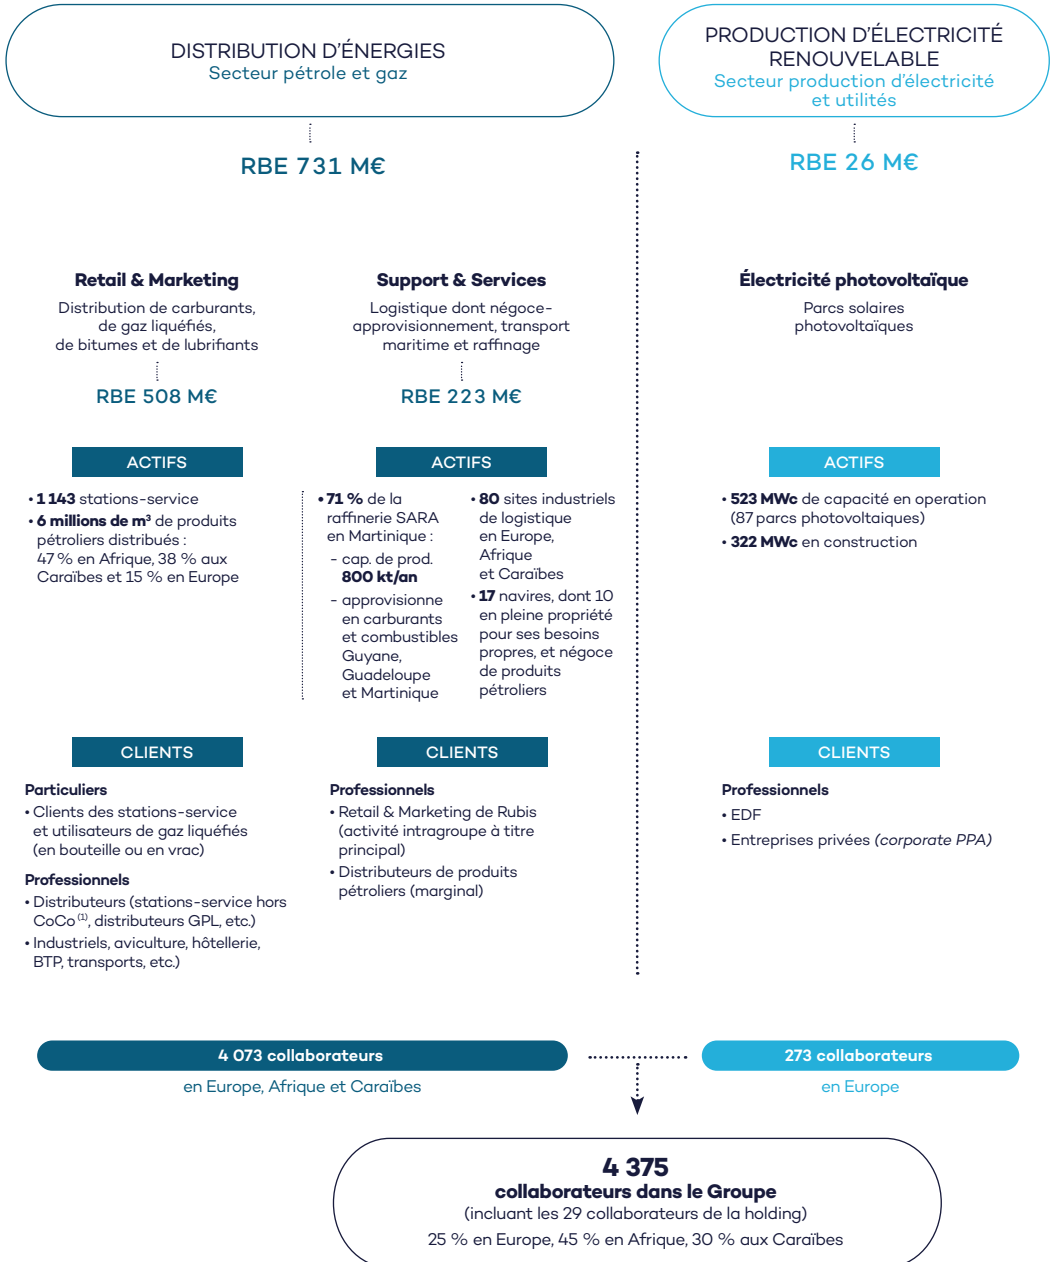 DISTRIBUTION D’ÉNERGIES
Secteur pétrole et gaz
RBE 731 M€
PRODUCTION D’ÉLECTRICITÉ
RENOUVELABLE
Secteur production d’électricité
et utilités
RBE 26 M€
Retail & Marketing
Distribution de carburants,
de gaz liquéfiés,
de bitumes et de lubrifiants
RBE 508 M€
ACTIFS
• 1 143 stations-service
• 6 millions de m³ de produits
pétroliers distribués :
47 % en Afrique, 38 % aux
Caraïbes et 15 % en Europe
CLIENTS
Particuliers
• Clients des stations-service
et utilisateurs de gaz liquéfiés
(en bouteille ou en vrac)
Professionnels
• Distributeurs (stations-service hors
CoCo (1), distributeurs GPL, etc.)
• Industriels, aviculture, hôtellerie,
BTP, transports, etc.)
Support & Services
Logistique dont négoce-
approvisionnement, transport
maritime et raffinage
RBE 223 M€
ACTIFS
• 71 % de la
raffinerie SARA
en Martinique :
- cap. de prod.
800 kt/an
- approvisionne
en carburants
et combustibles
Guyane,
Guadeloupe
et Martinique
• 80 sites industriels
de logistique
en Europe,
Afrique
et Caraïbes
• 17 navires, dont 10
en pleine propriété
pour ses besoins
propres, et négoce
de produits
pétroliers
CLIENTS
Professionnels
• Retail & Marketing de Rubis
(activité intragroupe à titre
principal)
• Distributeurs de produits
pétroliers (marginal)
Électricité photovoltaïque
Parcs solaires
photovoltaïques
ACTIFS
• 523 MWc de capacité en operation
(87 parcs photovoltaiques)
• 322 MWc en construction
CLIENTS
Professionnels
• EDF
• Entreprises privées (corporate PPA)
4 073 collaborateurs
en Europe, Afrique et Caraïbes
273 collaborateurs
en Europe
4 375
collaborateurs dans le Groupe
(incluant les 29 collaborateurs de la holding)
25 % en Europe, 45 % en Afrique, 30 % aux Caraïbes